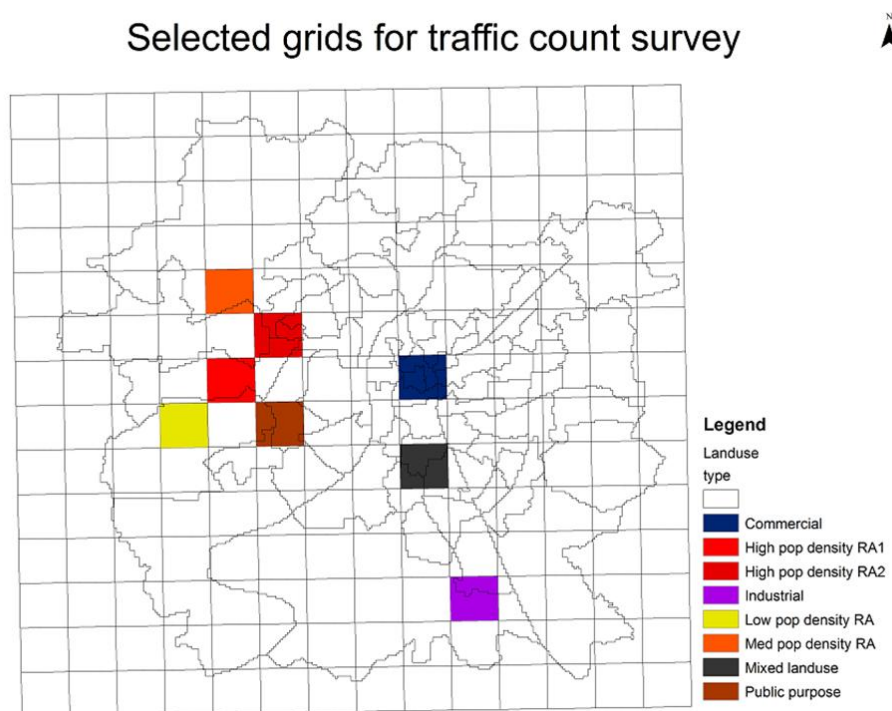 Selected grids for traffic count survey
N
Legend
Landuse
type
Commercial
High pop density RA1
High pop density RA2
Industrial
Low pop density RA
Med pop density RA
Mixed landuse
Public purpose